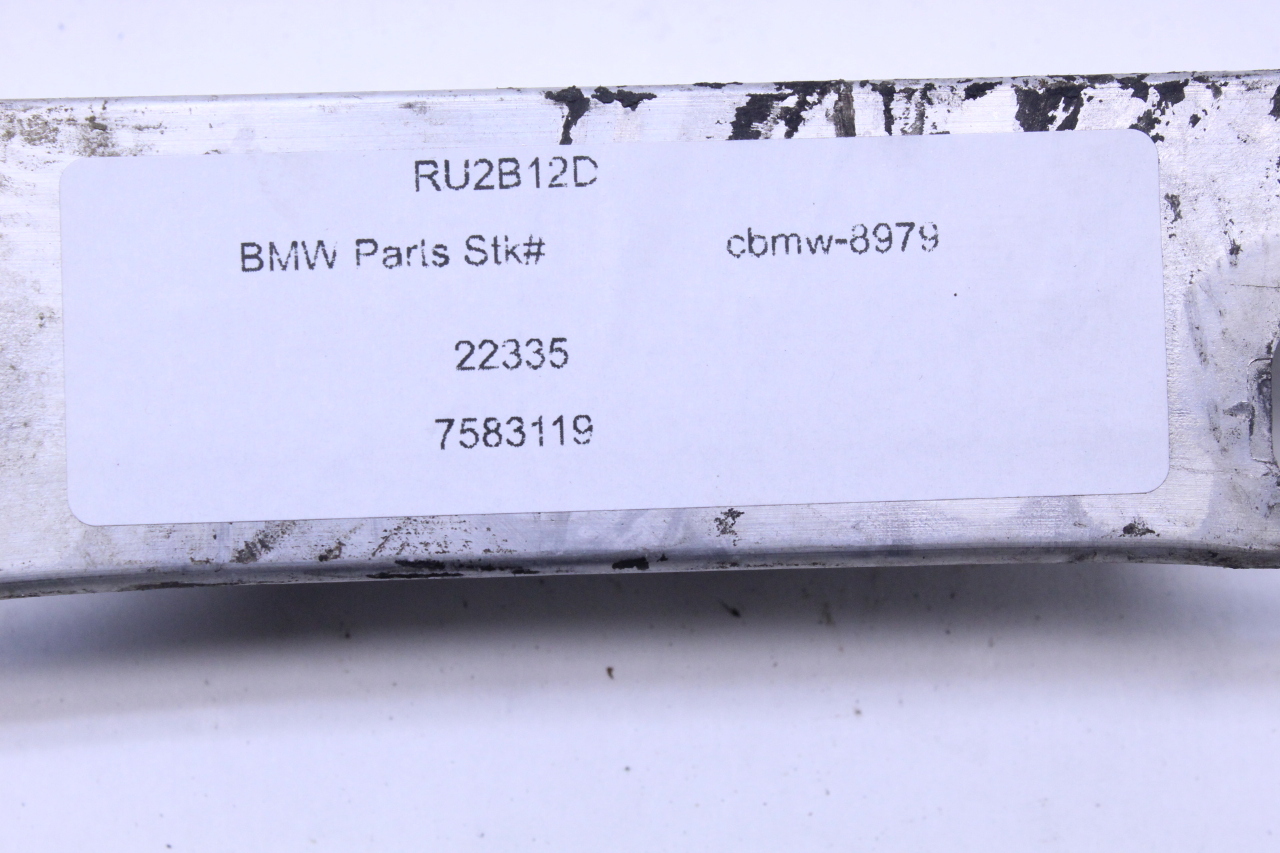 RU2B12D
BMW Parts Stk# cbmw-8979
22335
7583119